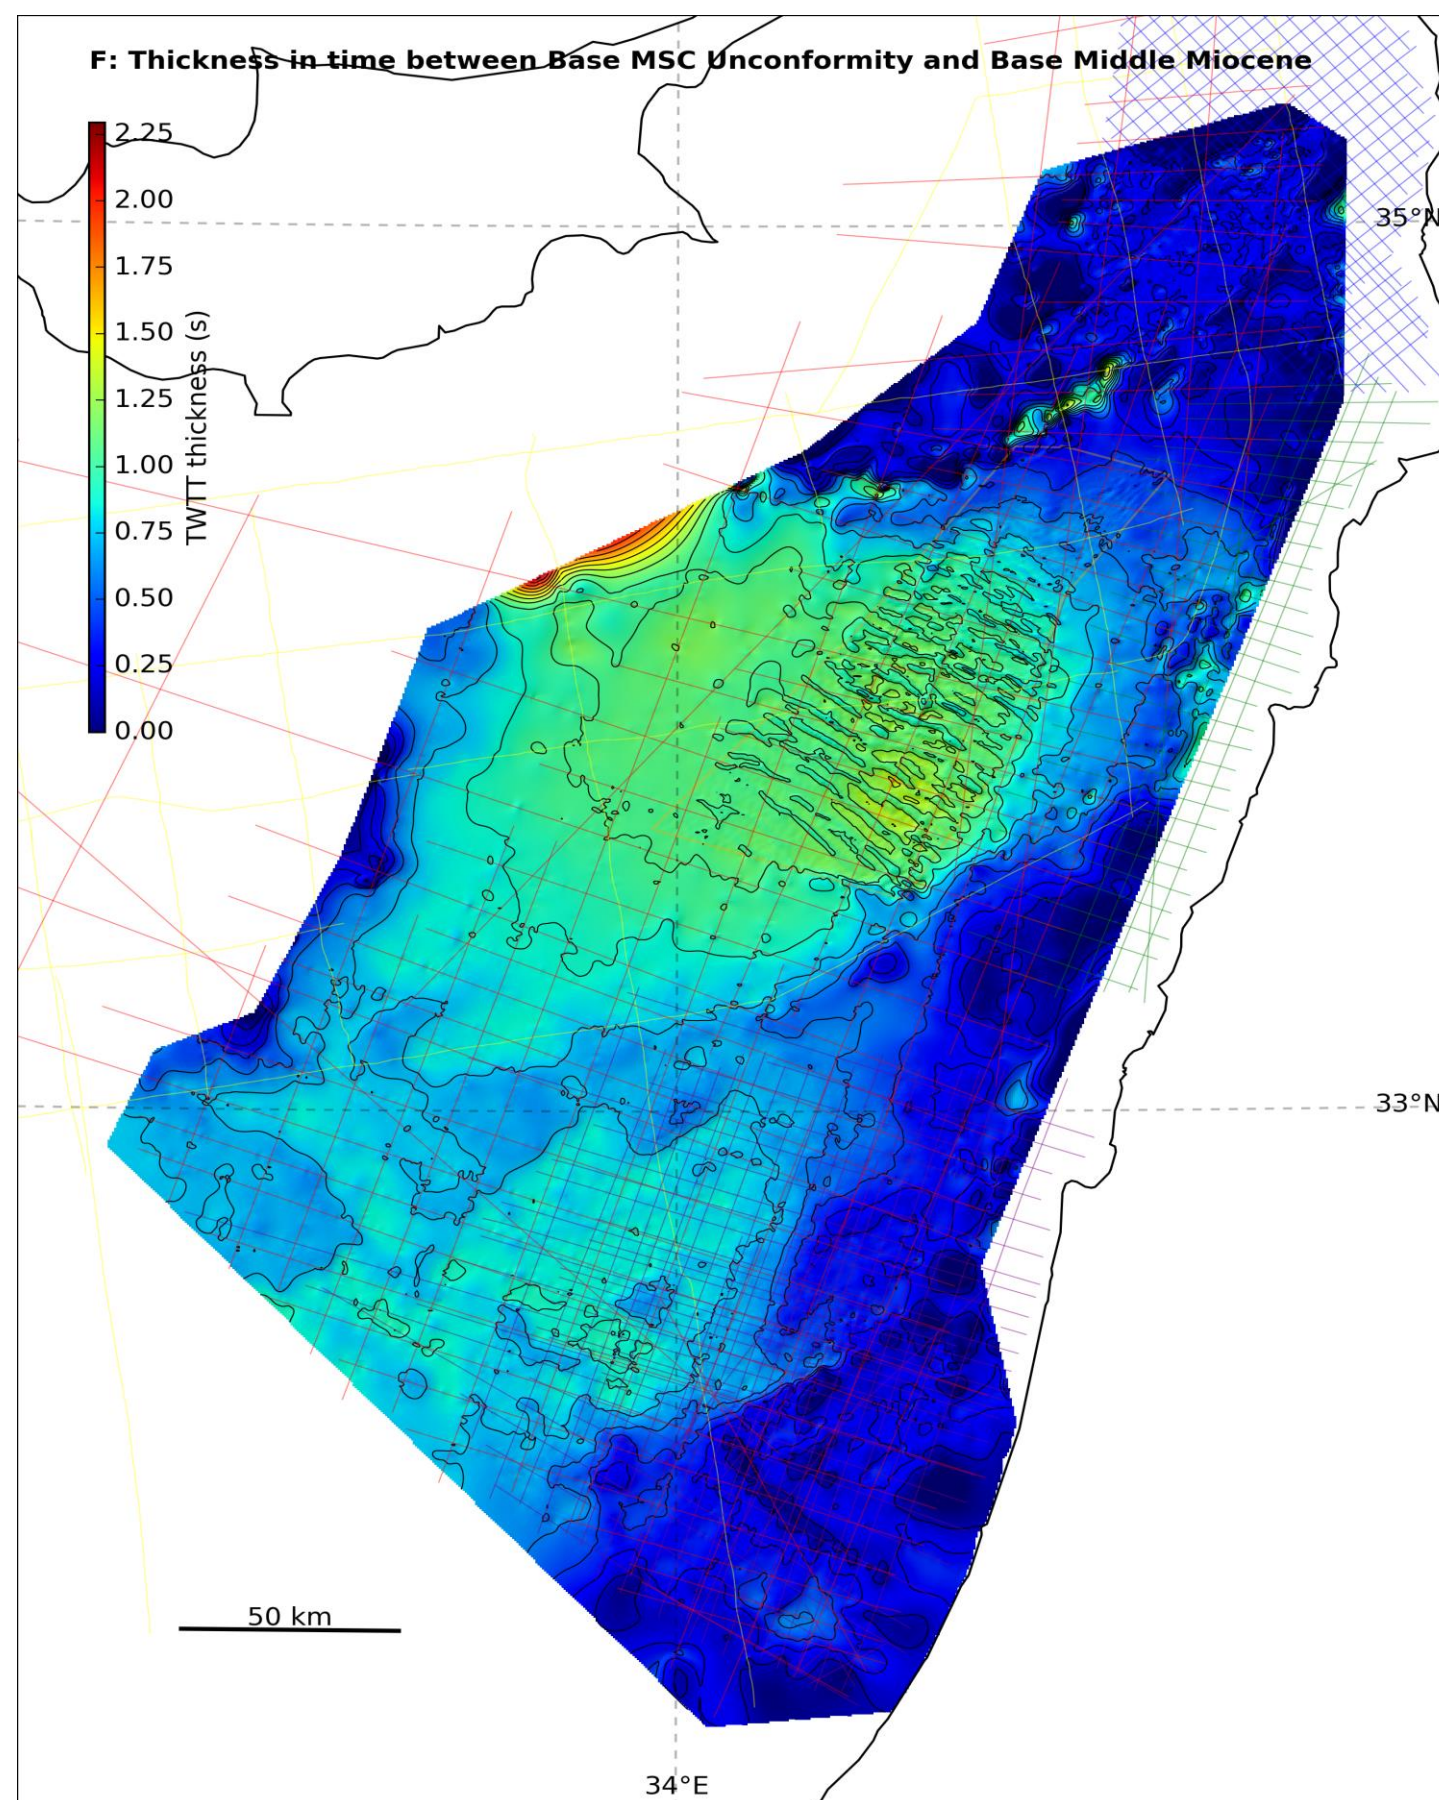 F: Thickness in time between Base MSC Unconformity and Base Middle Miocene
2.25
2.00
1.75
1.50
1.25
1.00
0.75
0.50
0.25
0.00
TWTT thickness (s)
35°N
33°N
50 km
34°E